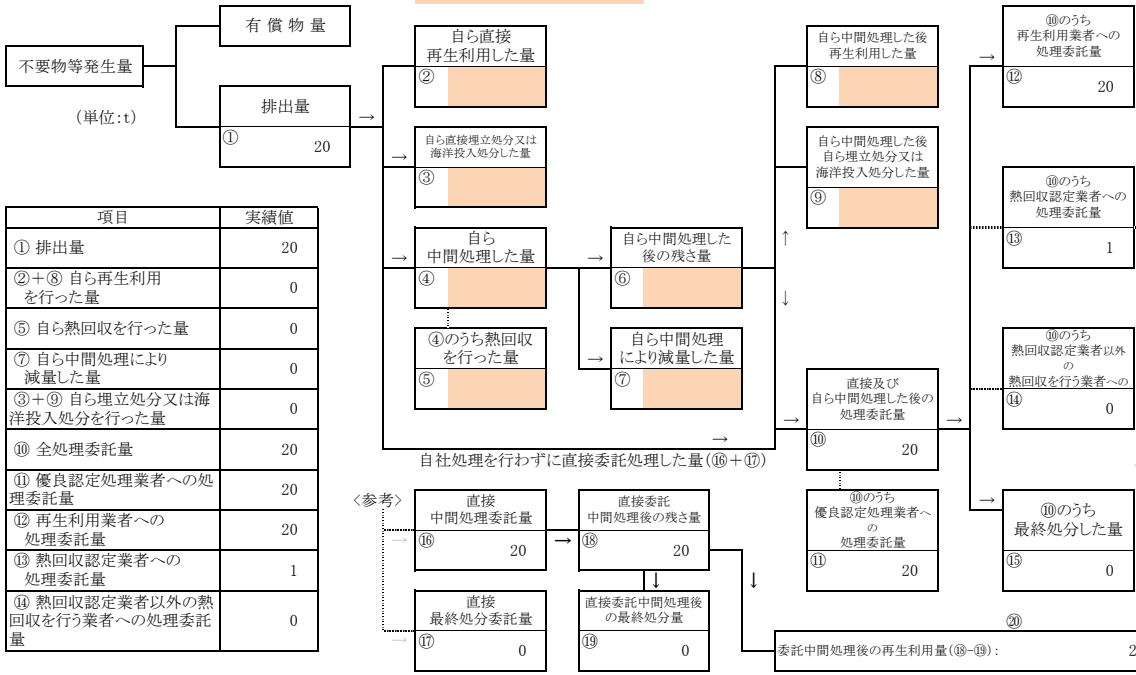 有 償 物 量
不要物等発生量
(単位:t)
排出量
→
①
20
自ら直接
再生利用した量
②
→
自ら直接埋立処分又は
海洋投入処分した量
③
→
自ら
中間処理した量
④
④のうち熱回収
を行った量
⑤
→
自ら中間処理した
後の残さ量
⑥
→
自ら中間処理
により減量した量
⑦
自ら中間処理した後
再生利用した量
⑧
自ら中間処理した後
自ら埋立処分又は
海洋投入処分した量
⑨
↑
↓
→
自社処理を行わずに直接委託処理した量(⑯+⑰)
→
直接及び
自ら中間処理した後の
処理委託量
⑩
20
→
⑩のうち
優良認定処理業者へ
の
処理委託量
⑪
20
→
⑩のうち
再生利用業者への
処理委託量
⑫
20
⑩のうち
熱回収認定業者への
処理委託量
⑬
1
⑩のうち
熱回収認定業者以外
の
熱回収を行う業者への
⑭
0
→
⑩のうち
最終処分した量
⑮
0
項目 実績値
① 排出量 20
②+⑧ 自ら再生利用
を行った量 0
⑤ 自ら熱回収を行った量 0
⑦ 自ら中間処理により
減量した量 0
③+⑨ 自ら埋立処分又は海
洋投入処分を行った量 0
⑩ 全処理委託量 20
⑪ 優良認定処理業者への処
理委託量 20
⑫ 再生利用業者への
処理委託量 20
⑬ 熱回収認定業者への
処理委託量 1
⑭ 熱回収認定業者以外の熱
回収を行う業者への処理委託
量 0
<参考>
→
直接
中間処理委託量
⑯
20
→
直接委託
中間処理後の残さ量
⑱
20
↓
↓
→
直接
最終処分委託量
⑰
0
直接委託中間処理後
の最終処分量
⑲
0
⑳
委託中間処理後の再生利用量(⑱-⑲): 2